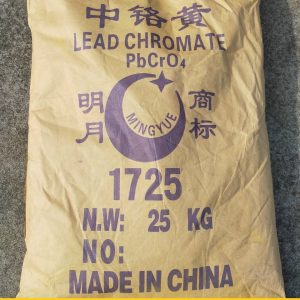 中铬黄
LEAD CHROMATE
PbCrO₄
明月
商标
MINGYUE
1725
N.W: 25 KG
NO:
MADE IN CHINA